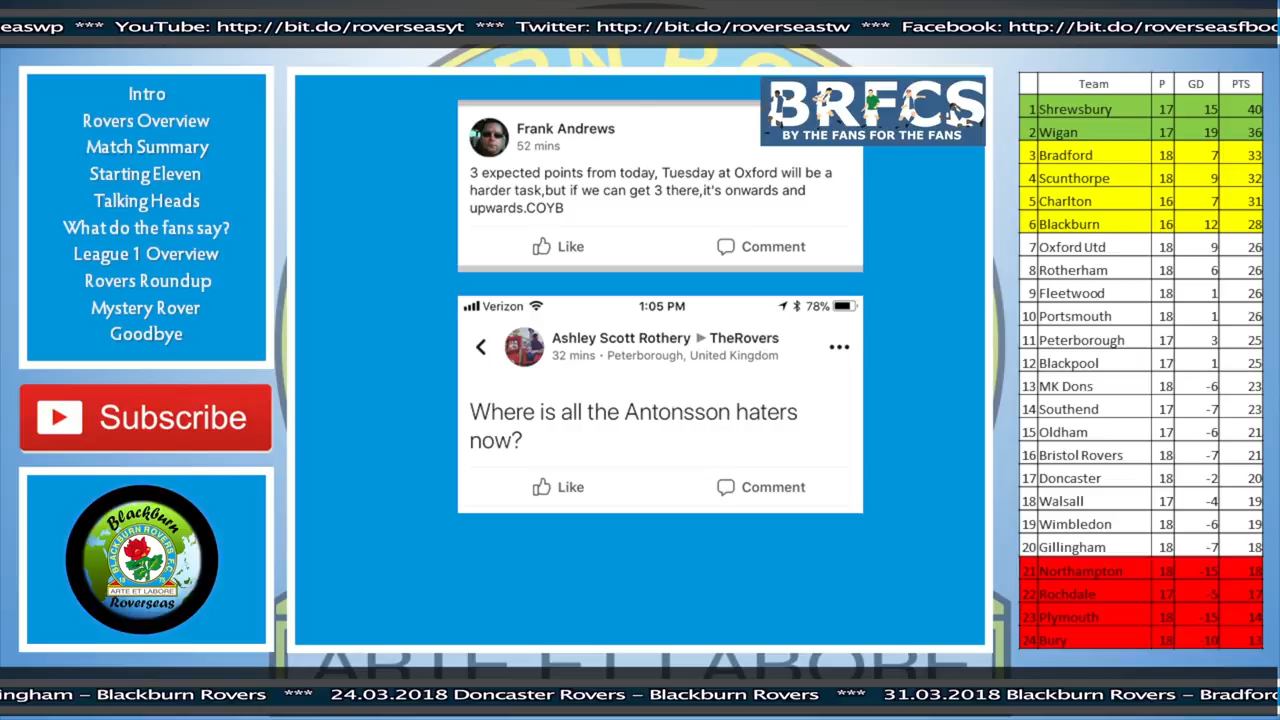 easwp *** YouTube: http://bit.do/roverseasyt *** Twitter: http://bit.do/roverseastw *** Facebook: http://bit.do/roverseasfboo
Intro
Rovers Overview
Match Summary
Starting Eleven
Talking Heads
What do the fans say?
League 1 Overview
Rovers Roundup
Mystery Rover
Goodbye
Subscribe
Blackburn
BLACKBURN ROVERS F.C.
18 75
ARTE ET LABORE
Roverseas
BRFCS
BY THE FANS FOR THE FANS
Frank Andrews
52 mins
3 expected points from today, Tuesday at Oxford will be a
harder task,but if we can get 3 there,it's onwards and
upwards.COYB
Like Comment
Verizon 1:05 PM 78%
Ashley Scott Rothery ▶ TheRovers
32 mins • Peterborough, United Kingdom
Where is all the Antonsson haters
now?
Like Comment
Team P GD PTS
1 Shrewsbury 17 15 40
2 Wigan 17 19 36
3 Bradford 18 7 33
4 Scunthorpe 18 9 32
5 Charlton 16 7 31
6 Blackburn 16 12 28
7 Oxford Utd 18 9 26
8 Rotherham 18 6 26
9 Fleetwood 18 1 26
10 Portsmouth 18 1 26
11 Peterborough 17 3 25
12 Blackpool 17 1 25
13 MK Dons 18 -6 23
14 Southend 17 -7 23
15 Oldham 17 -6 21
16 Bristol Rovers 18 -7 21
17 Doncaster 18 -2 20
18 Walsall 17 -4 19
19 Wimbledon 18 -6 19
20 Gillingham 18 -7 18
21 Northampton 18 -15 18
22 Rochdale 17 -5 17
23 Plymouth 18 -15 14
24 Bury 18 -10 13
ARTE ET LABORE
ingham – Blackburn Rovers *** 24.03.2018 Doncaster Rovers – Blackburn Rovers *** 31.03.2018 Blackburn Rovers – Bradford